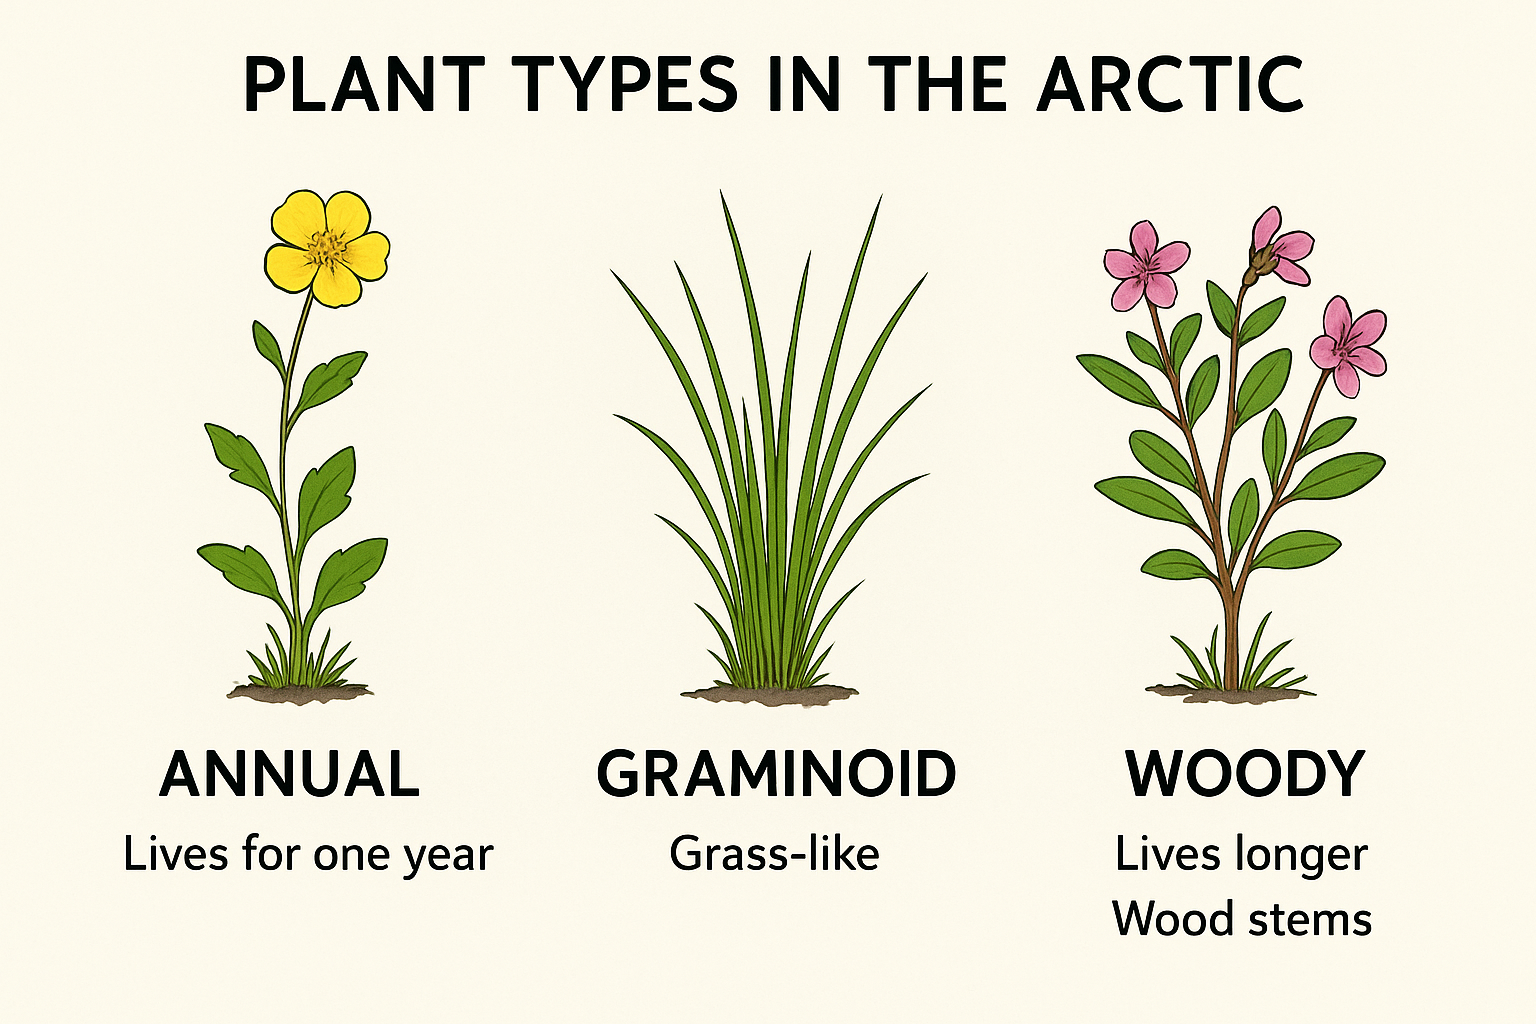 PLANT TYPES IN THE ARCTIC
ANNUAL
Lives for one year
GRAMINOID
Grass-like
WOODY
Lives longer
Wood stems